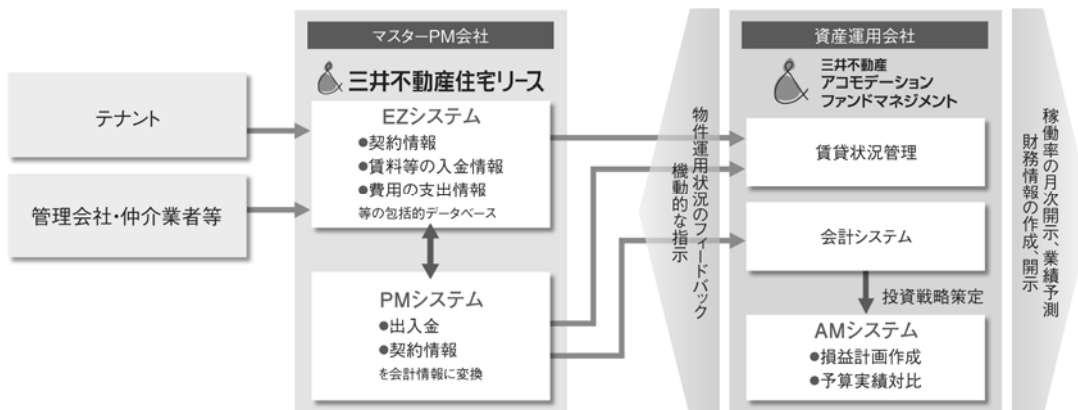 テナント
管理会社・仲介業者等
マスターPM会社
三井不動産住宅リース
EZシステム
●契約情報
●賃料等の入金情報
●費用の支出情報
等の包括的データベース
PMシステム
●出入金
●契約情報
を会計情報に変換
物件運用状況のフィードバック
機動的な指示
資産運用会社
三井不動産
アコモデーション
ファンドマネジメント
賃貸状況管理
会計システム
投資戦略策定
AMシステム
●損益計画作成
●予算実績対比
稼働率の月次開示、業績予測
財務情報の作成、開示